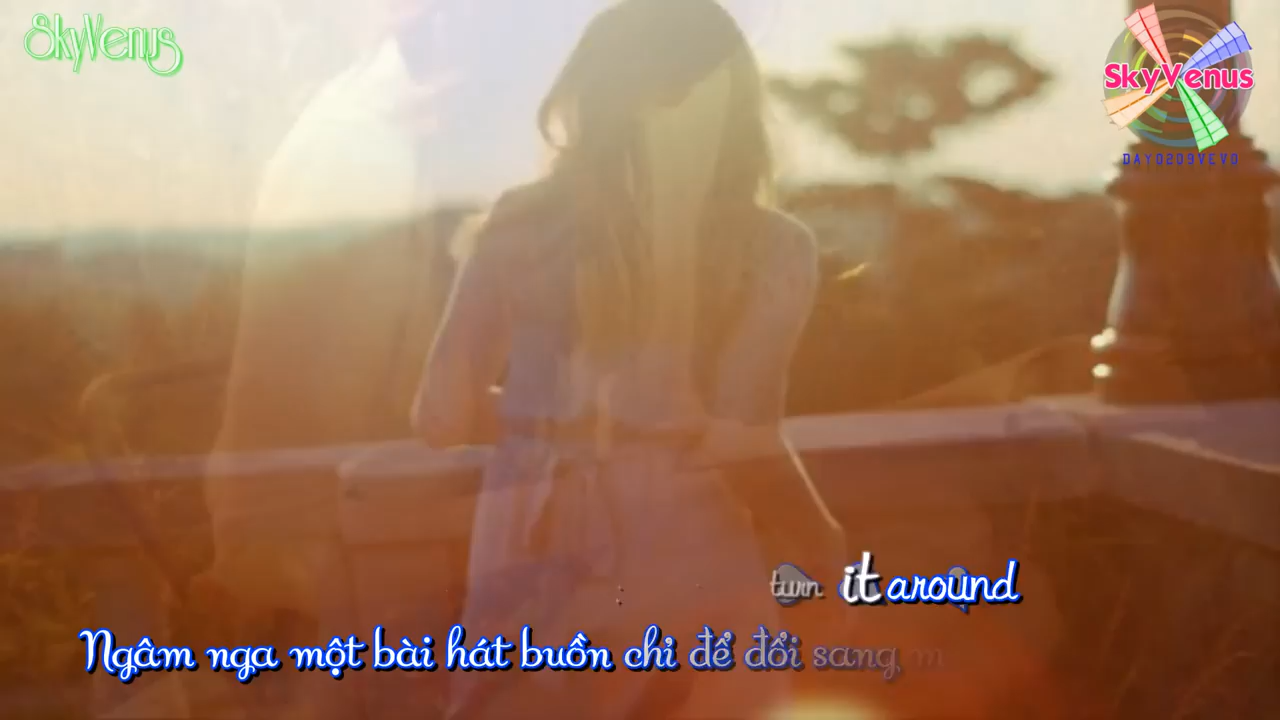 SkyVenus
SkyVenus
DAY0209VEVO
turn it around
Ngâm nga một bài hát buồn chỉ để đổi sang